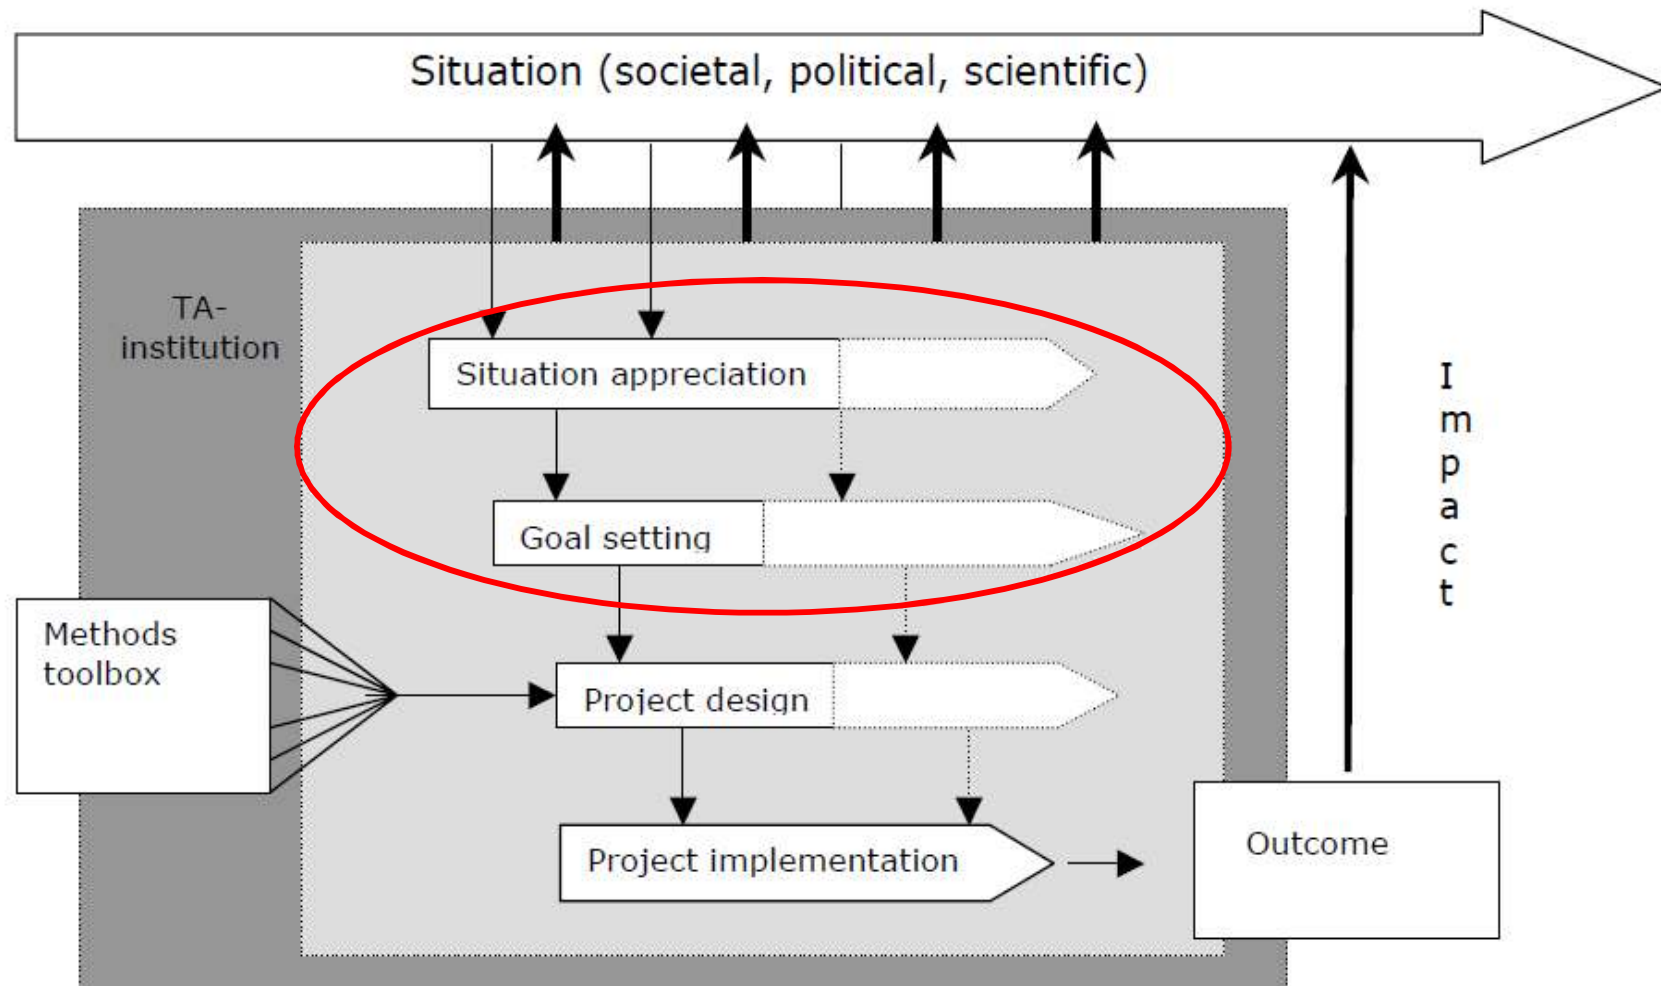 Situation (societal, political, scientific)
TA-
institution
Situation appreciation
Goal setting
Methods
toolbox
Project design
Project implementation
Outcome
I
m
p
a
c
t